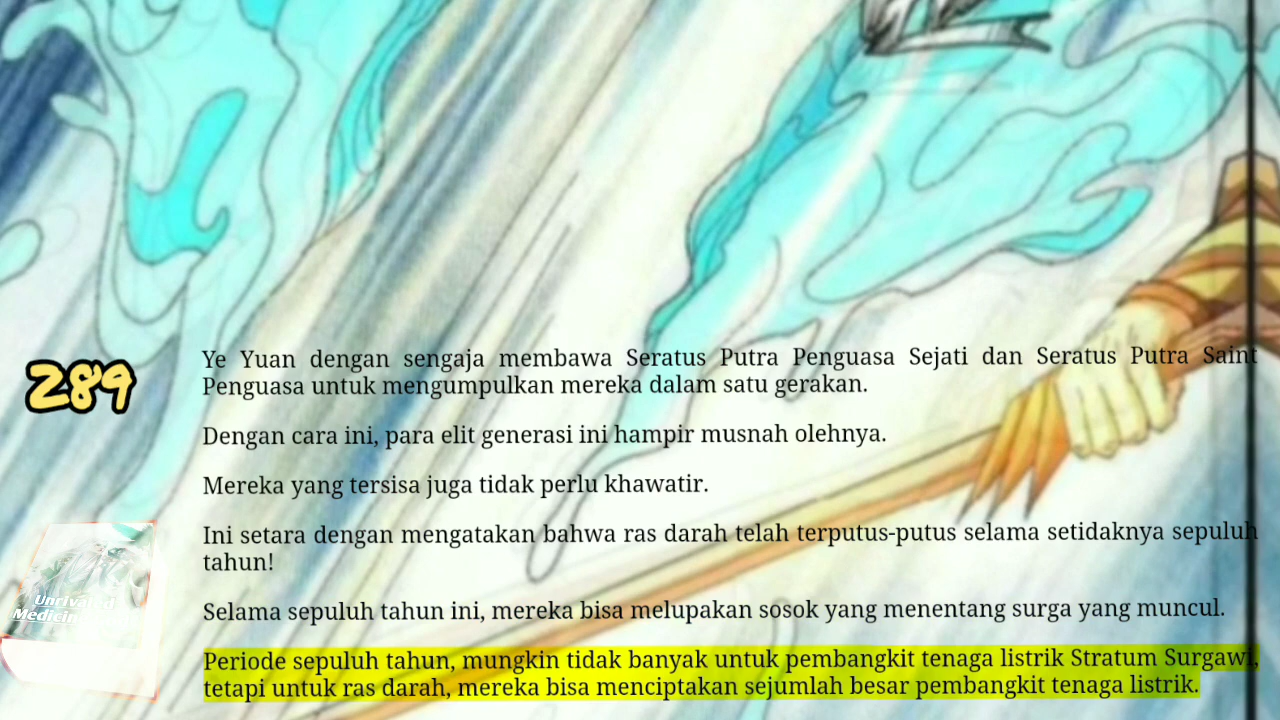 Ye Yuan dengan sengaja membawa Seratus Putra Penguasa Sejati dan Seratus Putra Saint
Penguasa untuk mengumpulkan mereka dalam satu gerakan.
289
Dengan cara ini, para elit generasi ini hampir musnah olehnya.
Mereka yang tersisa juga tidak perlu khawatir.
Ini setara dengan mengatakan bahwa ras darah telah terputus-putus selama setidaknya sepuluh
tahun!
Selama sepuluh tahun ini, mereka bisa melupakan sosok yang menentang surga yang muncul.
Periode sepuluh tahun, mungkin tidak banyak untuk pembangkit tenaga listrik Stratum Surgawi,
tetapi untuk ras darah, mereka bisa menciptakan sejumlah besar pembangkit tenaga listrik.